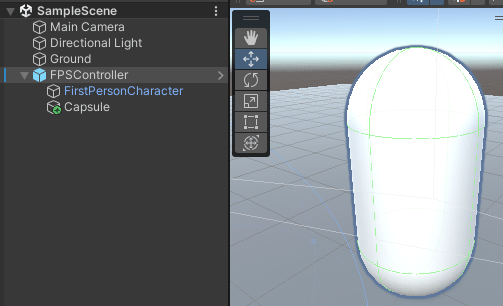 SampleScene
Main Camera
Directional Light
Ground
FPSController
FirstPersonCharacter
Capsule